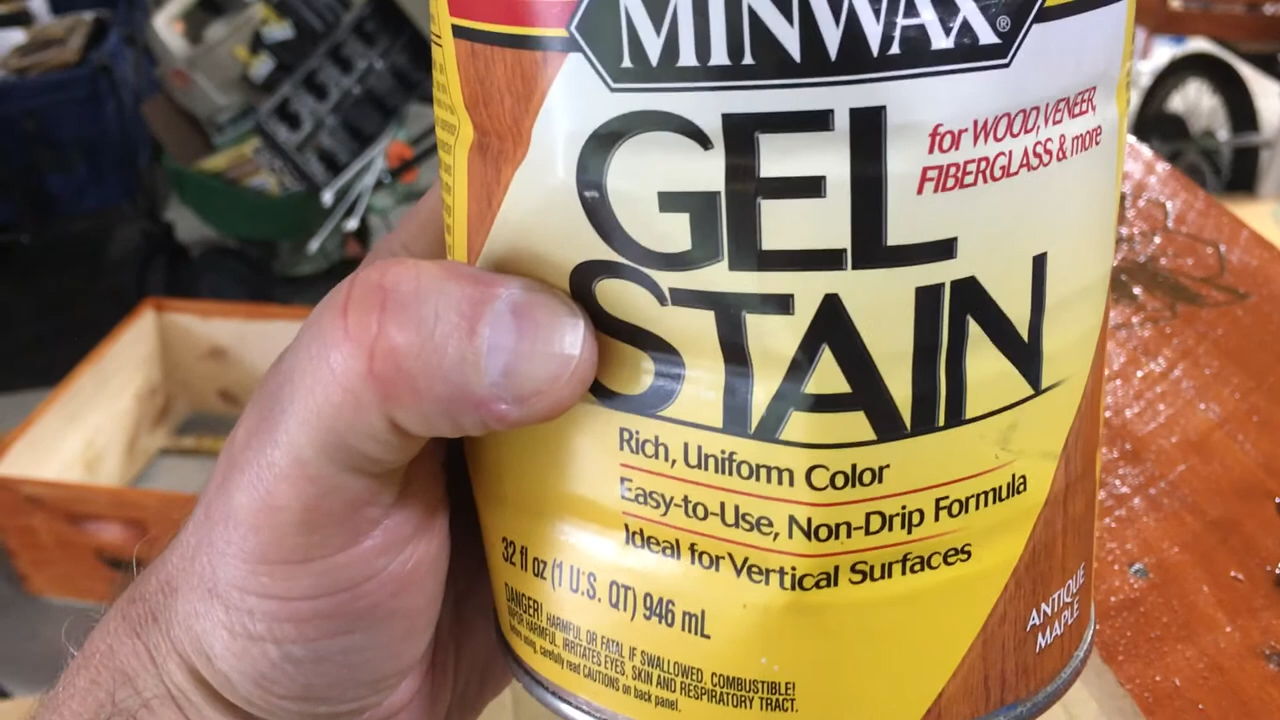 MINWAX®
GEL
STAIN
for WOOD, VENEER,
FIBERGLASS & more
Rich, Uniform Color
Easy-to-Use, Non-Drip Formula
Ideal for Vertical Surfaces
32 fl oz (1 U.S. QT) 946 mL
DANGER! HARMFUL OR FATAL IF SWALLOWED. COMBUSTIBLE!
VAPOR HARMFUL. IRRITATES EYES, SKIN AND RESPIRATORY TRACT.
Before using, carefully read CAUTIONS on back panel.
ANTIQUE
MAPLE